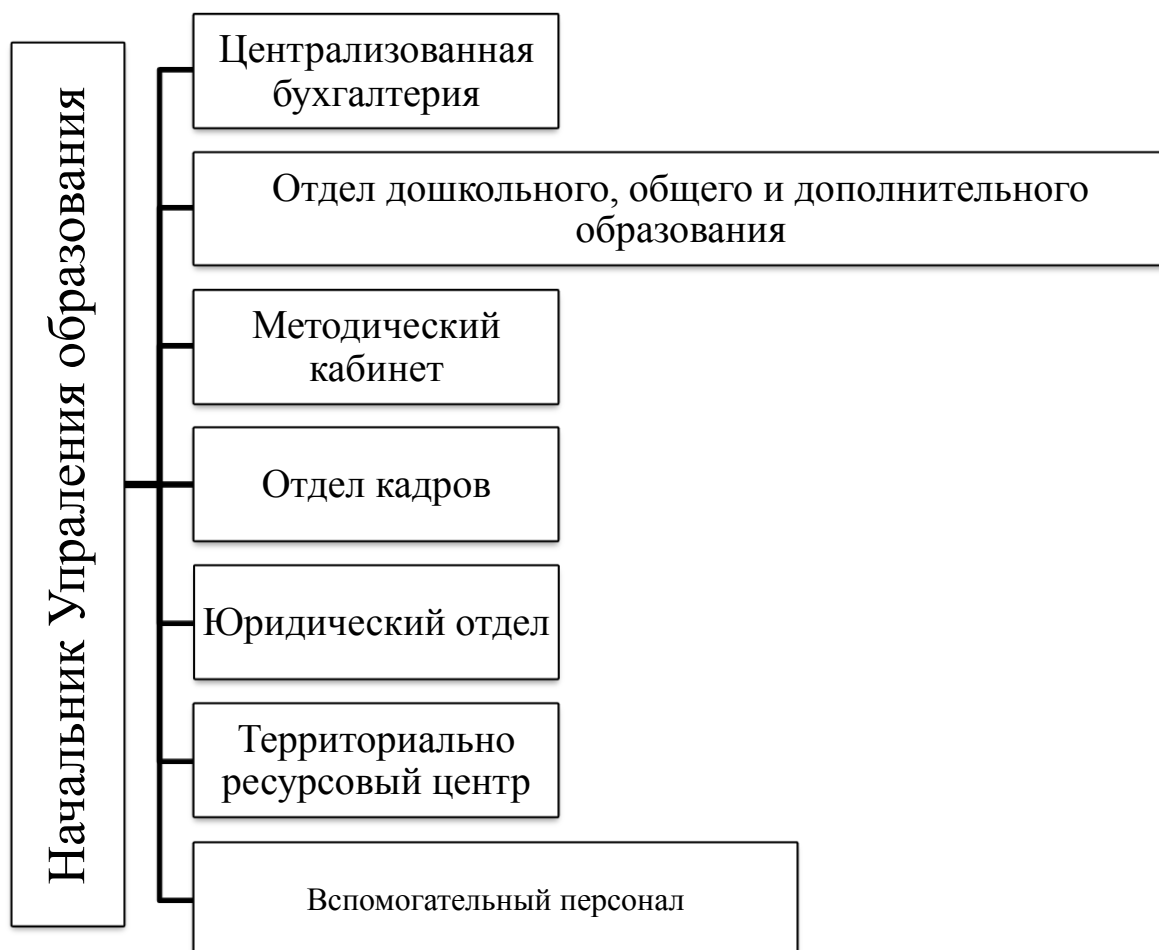 Начальник Упраления образования
Централизованная
бухгалтерия
Отдел дошкольного, общего и дополнительного
образования
Методический
кабинет
Отдел кадров
Юридический отдел
Территориально
ресурсовый центр
Вспомогательный персонал